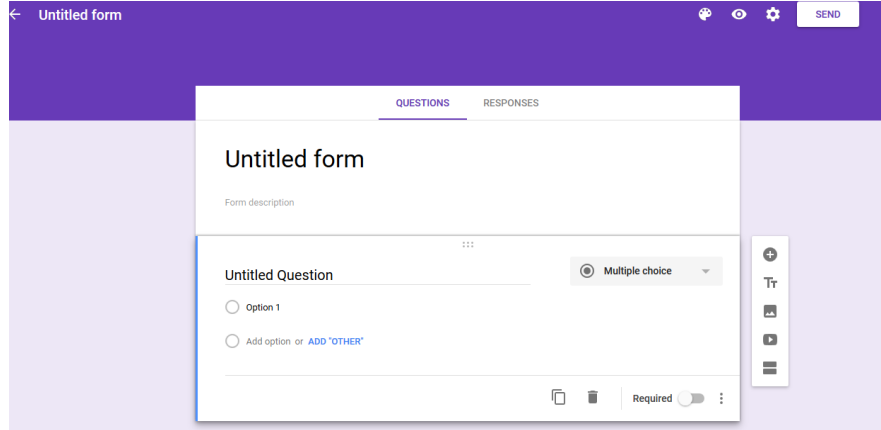 Untitled form
SEND
QUESTIONS RESPONSES
Untitled form
Form description
Untitled Question
Multiple choice
Option 1
Add option or ADD "OTHER"
Required